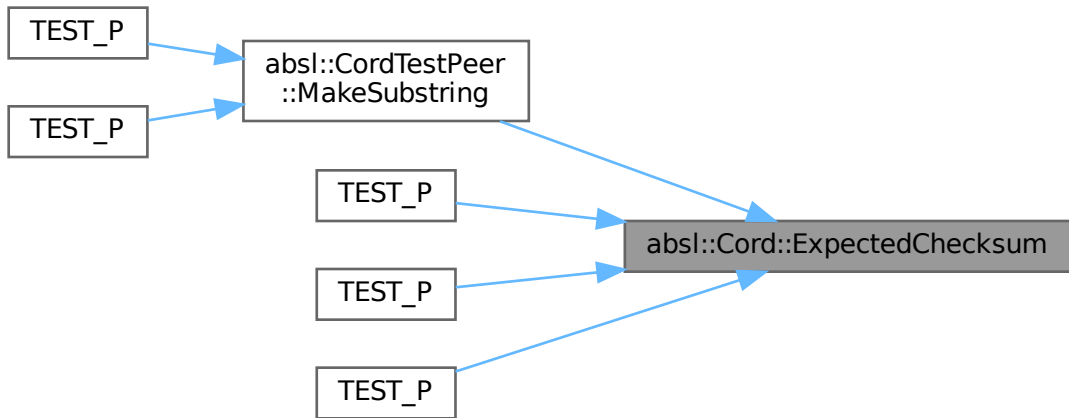 TEST_P
absl::CordTestPeer
::MakeSubstring
TEST_P
TEST_P
absl::Cord::ExpectedChecksum
TEST_P
TEST_P